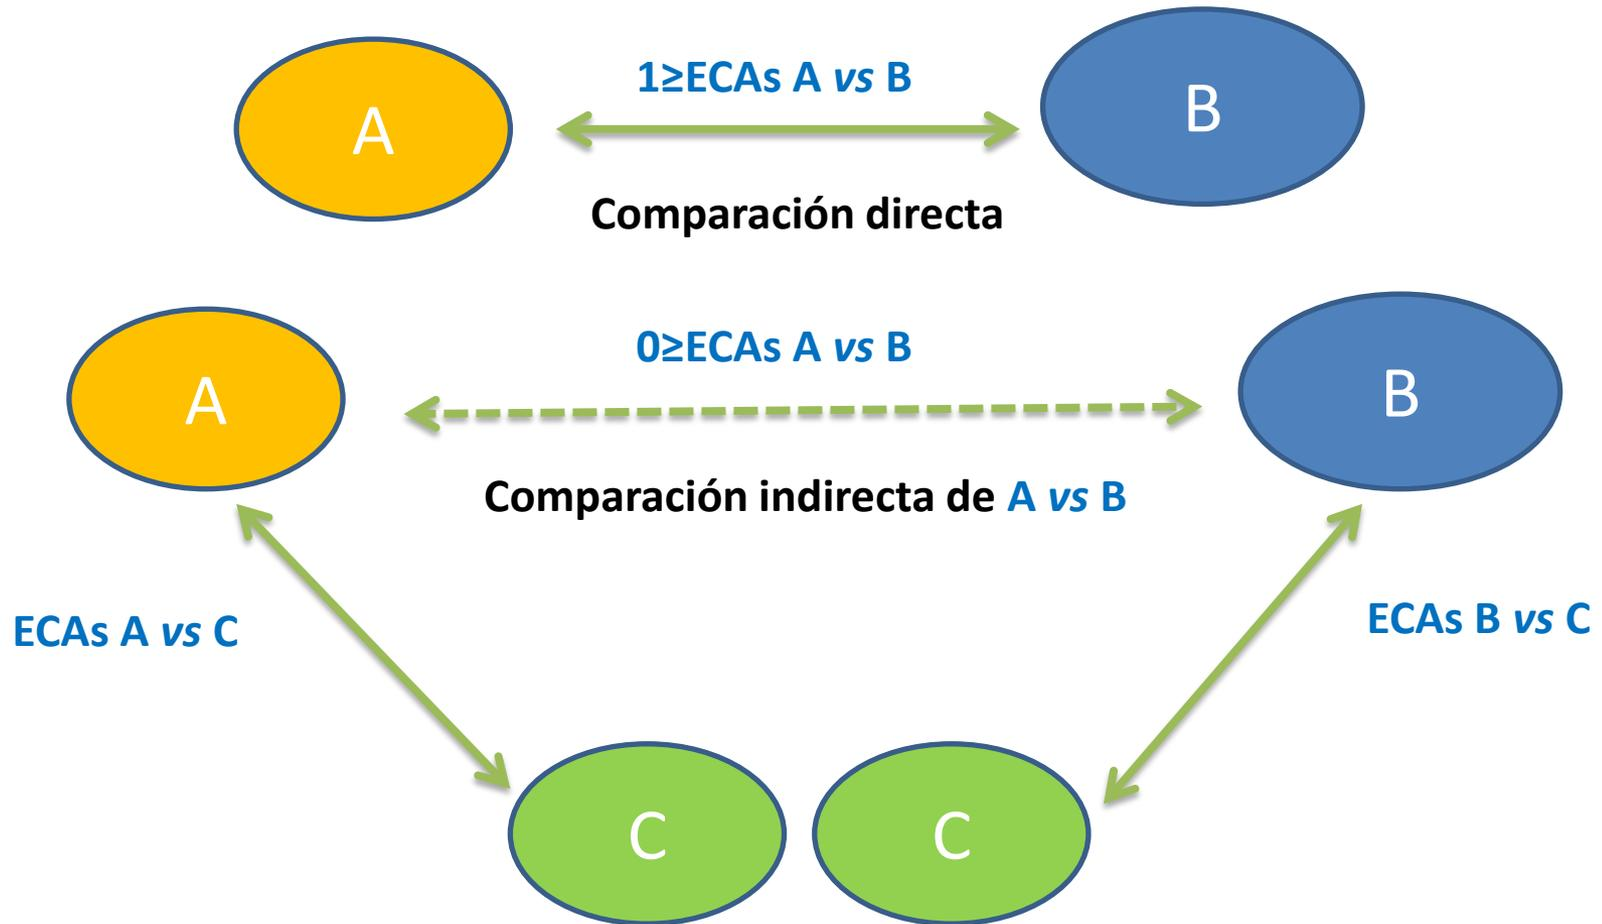 1≥ECAs A vs B
A
B
Comparación directa
0≥ECAs A vs B
A
B
Comparación indirecta de A vs B
ECAs A vs C
ECAs B vs C
C
C